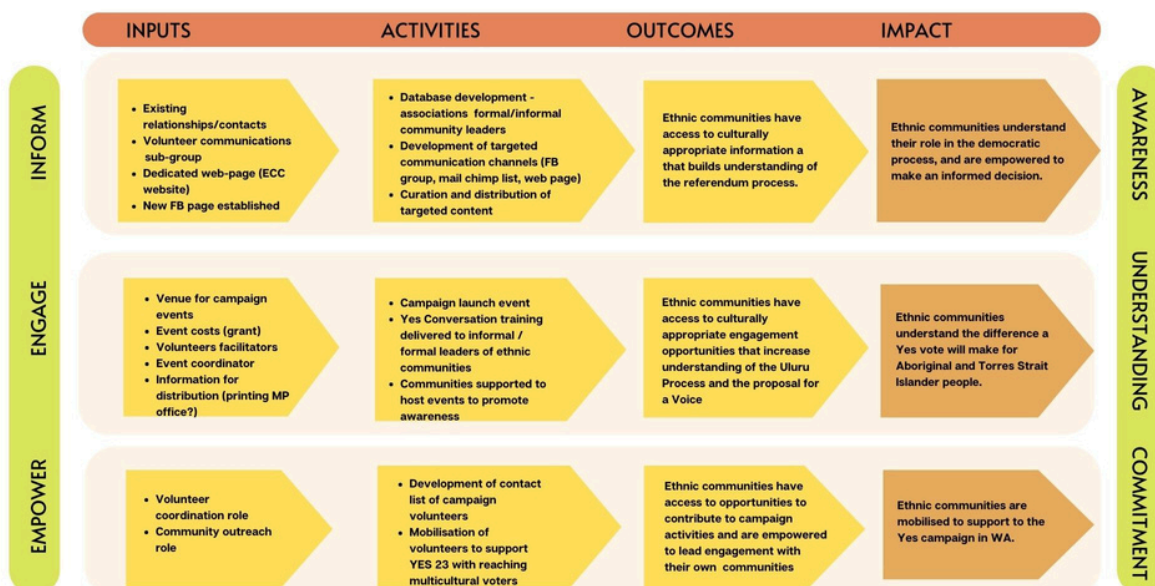 INPUTS ACTIVITIES OUTCOMES IMPACT
INFORM
• Existing
relationships/contacts
• Volunteer communications
sub-group
• Dedicated web-page (ECC
website)
• New FB page established
• Database development -
associations formal/informal
community leaders
• Development of targeted
communication channels (FB
group, mail chimp list, web page)
• Curation and distribution of
targeted content
Ethnic communities have
access to culturally
appropriate information a
that builds understanding of
the referendum process.
Ethnic communities understand
their role in the democratic
process, and are empowered to
make an informed decision.
AWARENESS
ENGAGE
• Venue for campaign
events
• Event costs (grant)
• Volunteers facilitators
• Event coordinator
• Information for
distribution (printing MP
office?)
• Campaign launch event
• Yes Conversation training
delivered to informal /
formal leaders of ethnic
communities
• Communities supported to
host events to promote
awareness
Ethnic communities have
access to culturally
appropriate engagement
opportunities that increase
understanding of the Uluru
Process and the proposal for
a Voice
Ethnic communities
understand the difference a
Yes vote will make for
Aboriginal and Torres Strait
Islander people.
UNDERSTANDING
EMPOWER
• Volunteer
coordination role
• Community outreach
role
• Development of contact
list of campaign
volunteers
• Mobilisation of
volunteers to support
YES 23 with reaching
multicultural voters
Ethnic communities have
access to opportunities to
contribute to campaign
activities and are empowered
to lead engagement with
their own communities
Ethnic communities are
mobilised to support to the
Yes campaign in WA.
COMMITMENT